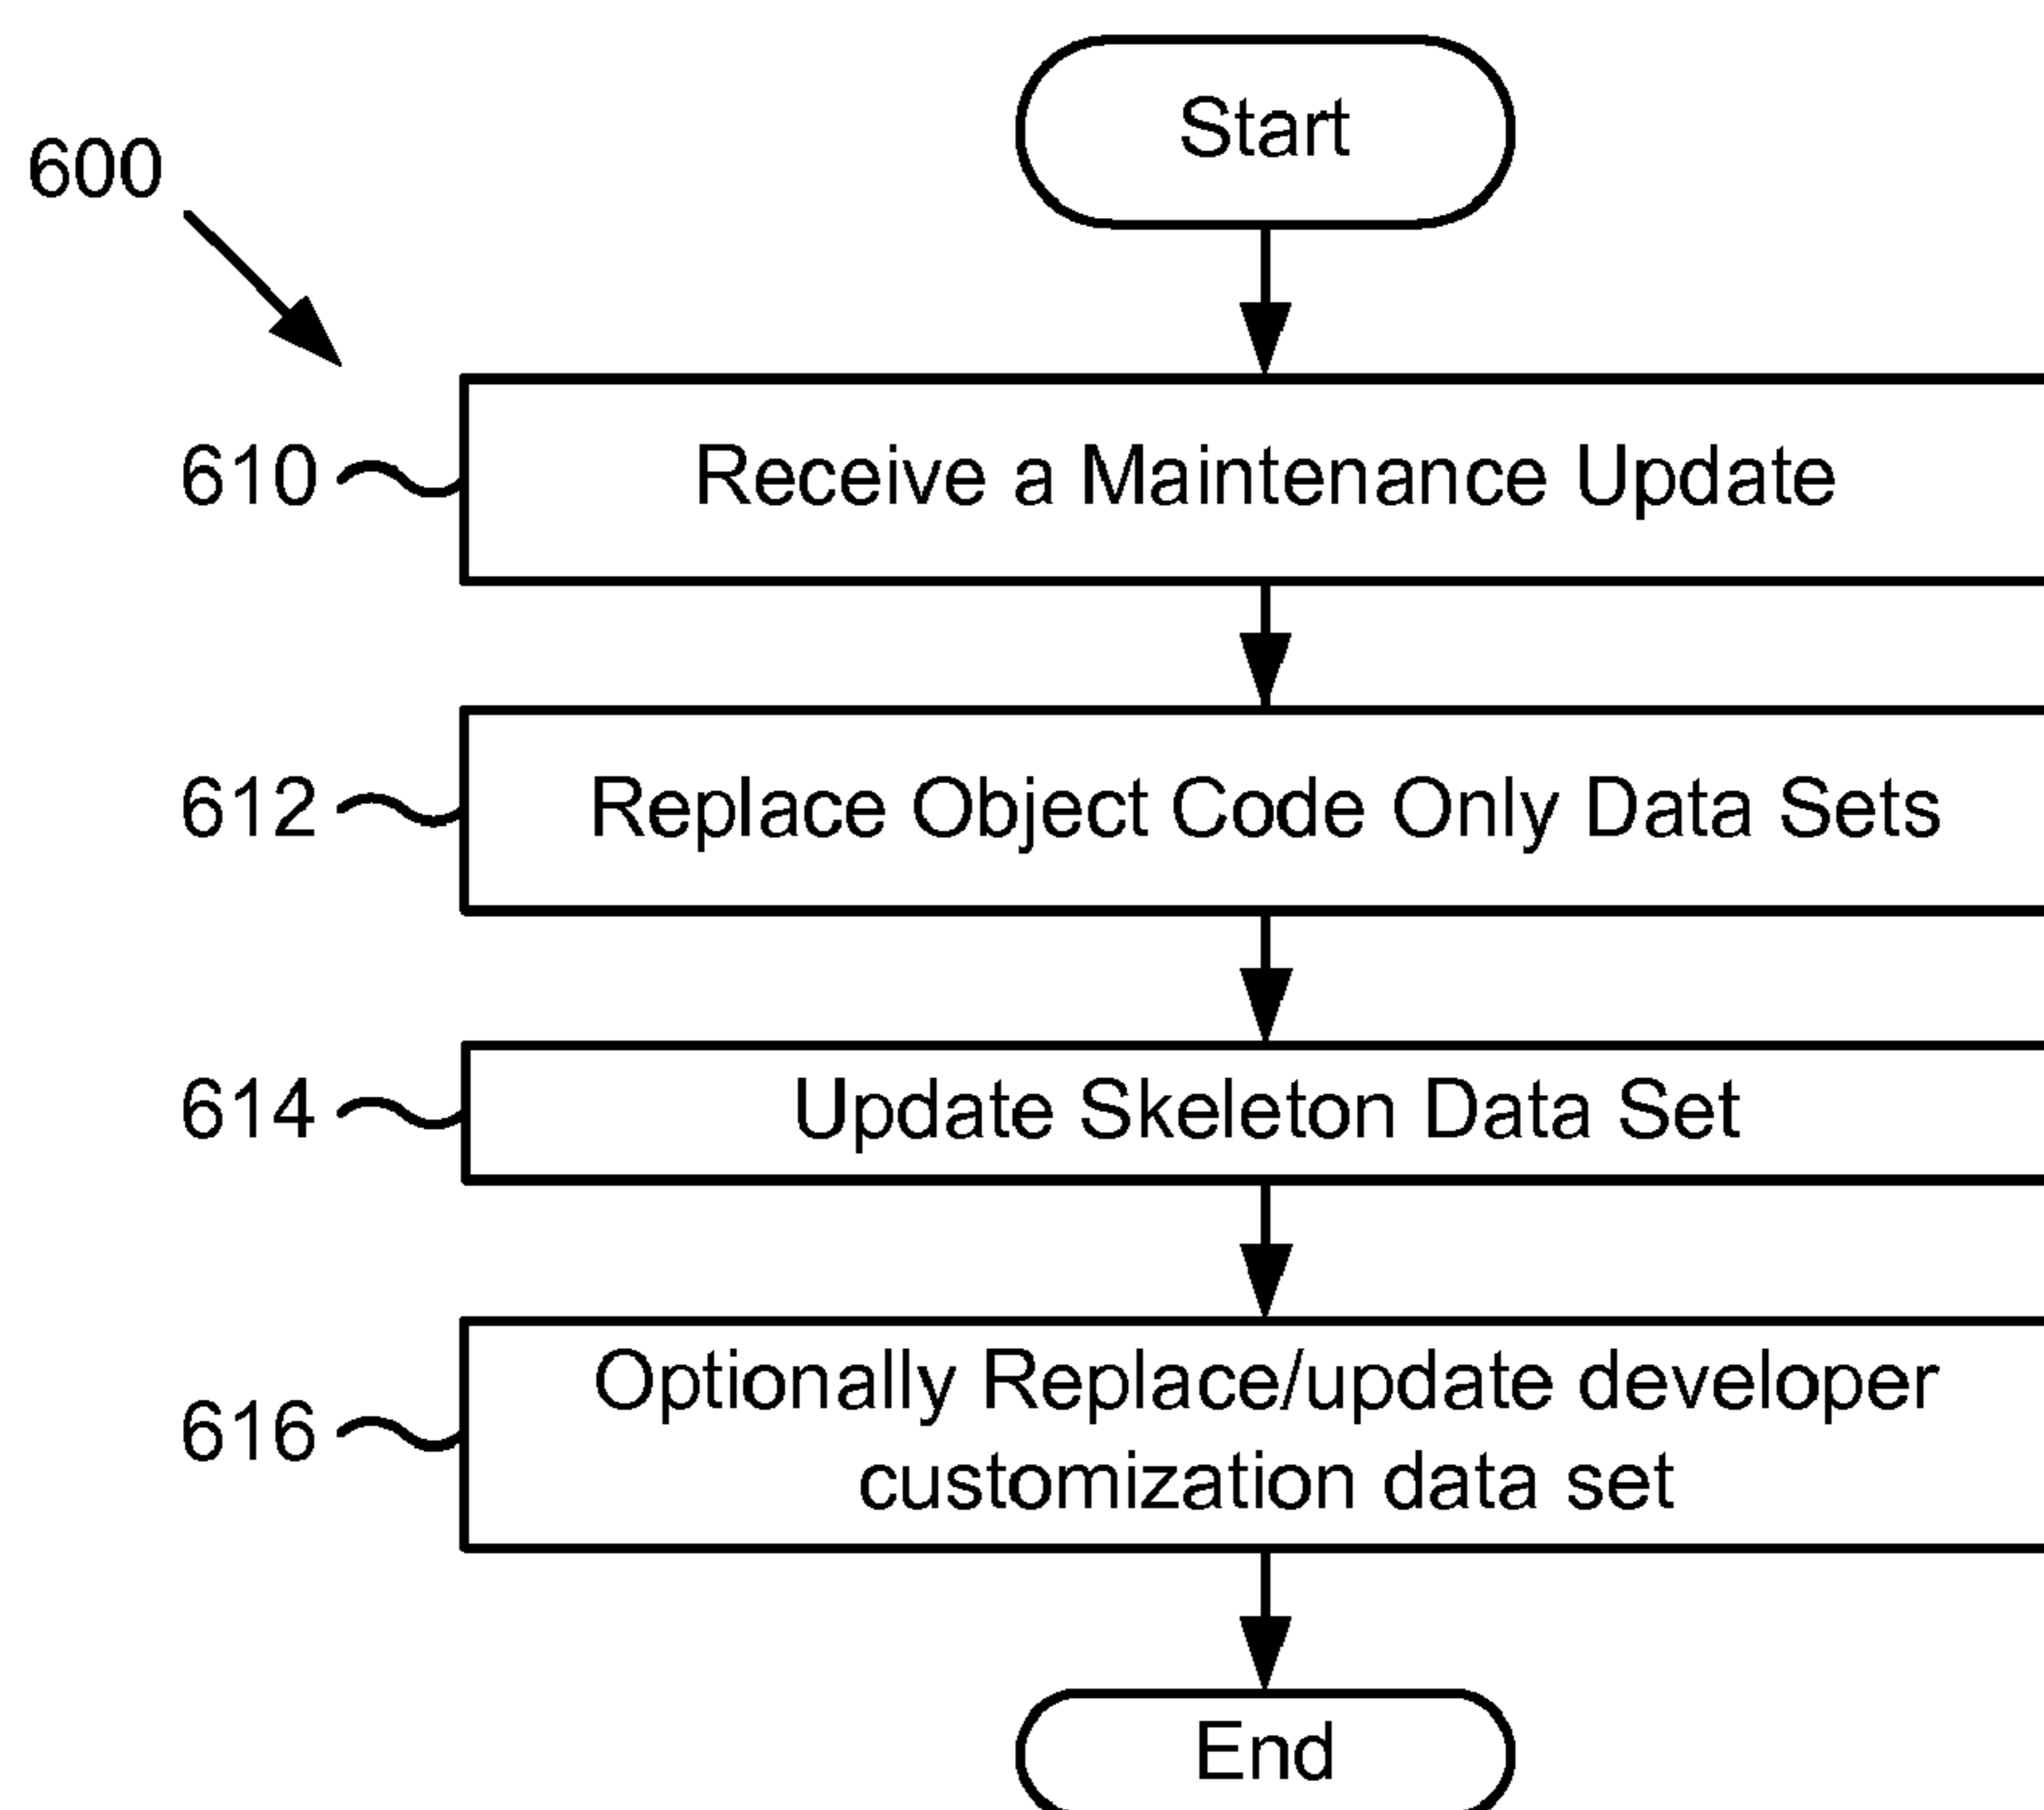 Start
600
610
Receive a Maintenance Update
612
Replace Object Code Only Data Sets
614
Update Skeleton Data Set
616
Optionally Replace/update developer
customization data set
End